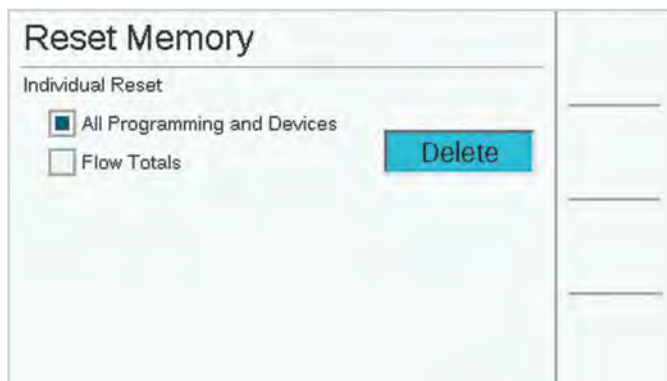 Reset Memory
Individual Reset
All Programming and Devices
Flow Totals
Delete